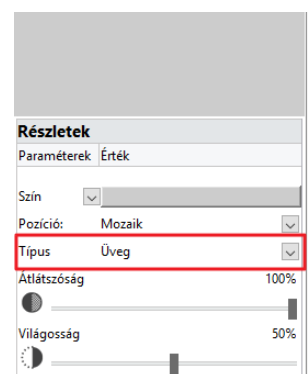 Részletek
Paraméterek Érték
Szín
Pozíció: Mozaik
Típus Üveg
Átlátszóság 100%
Világosság 50%